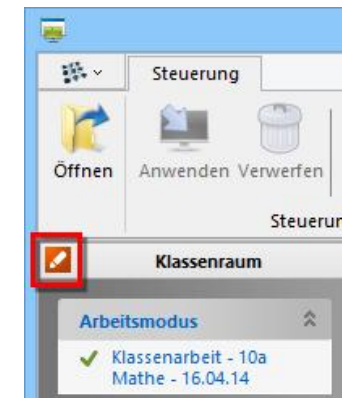 Steuerung
Öffnen
Anwenden Verwerfen
Steuerun
Klassenraum
Arbeitsmodus
Klassenarbeit - 10a
Mathe - 16.04.14